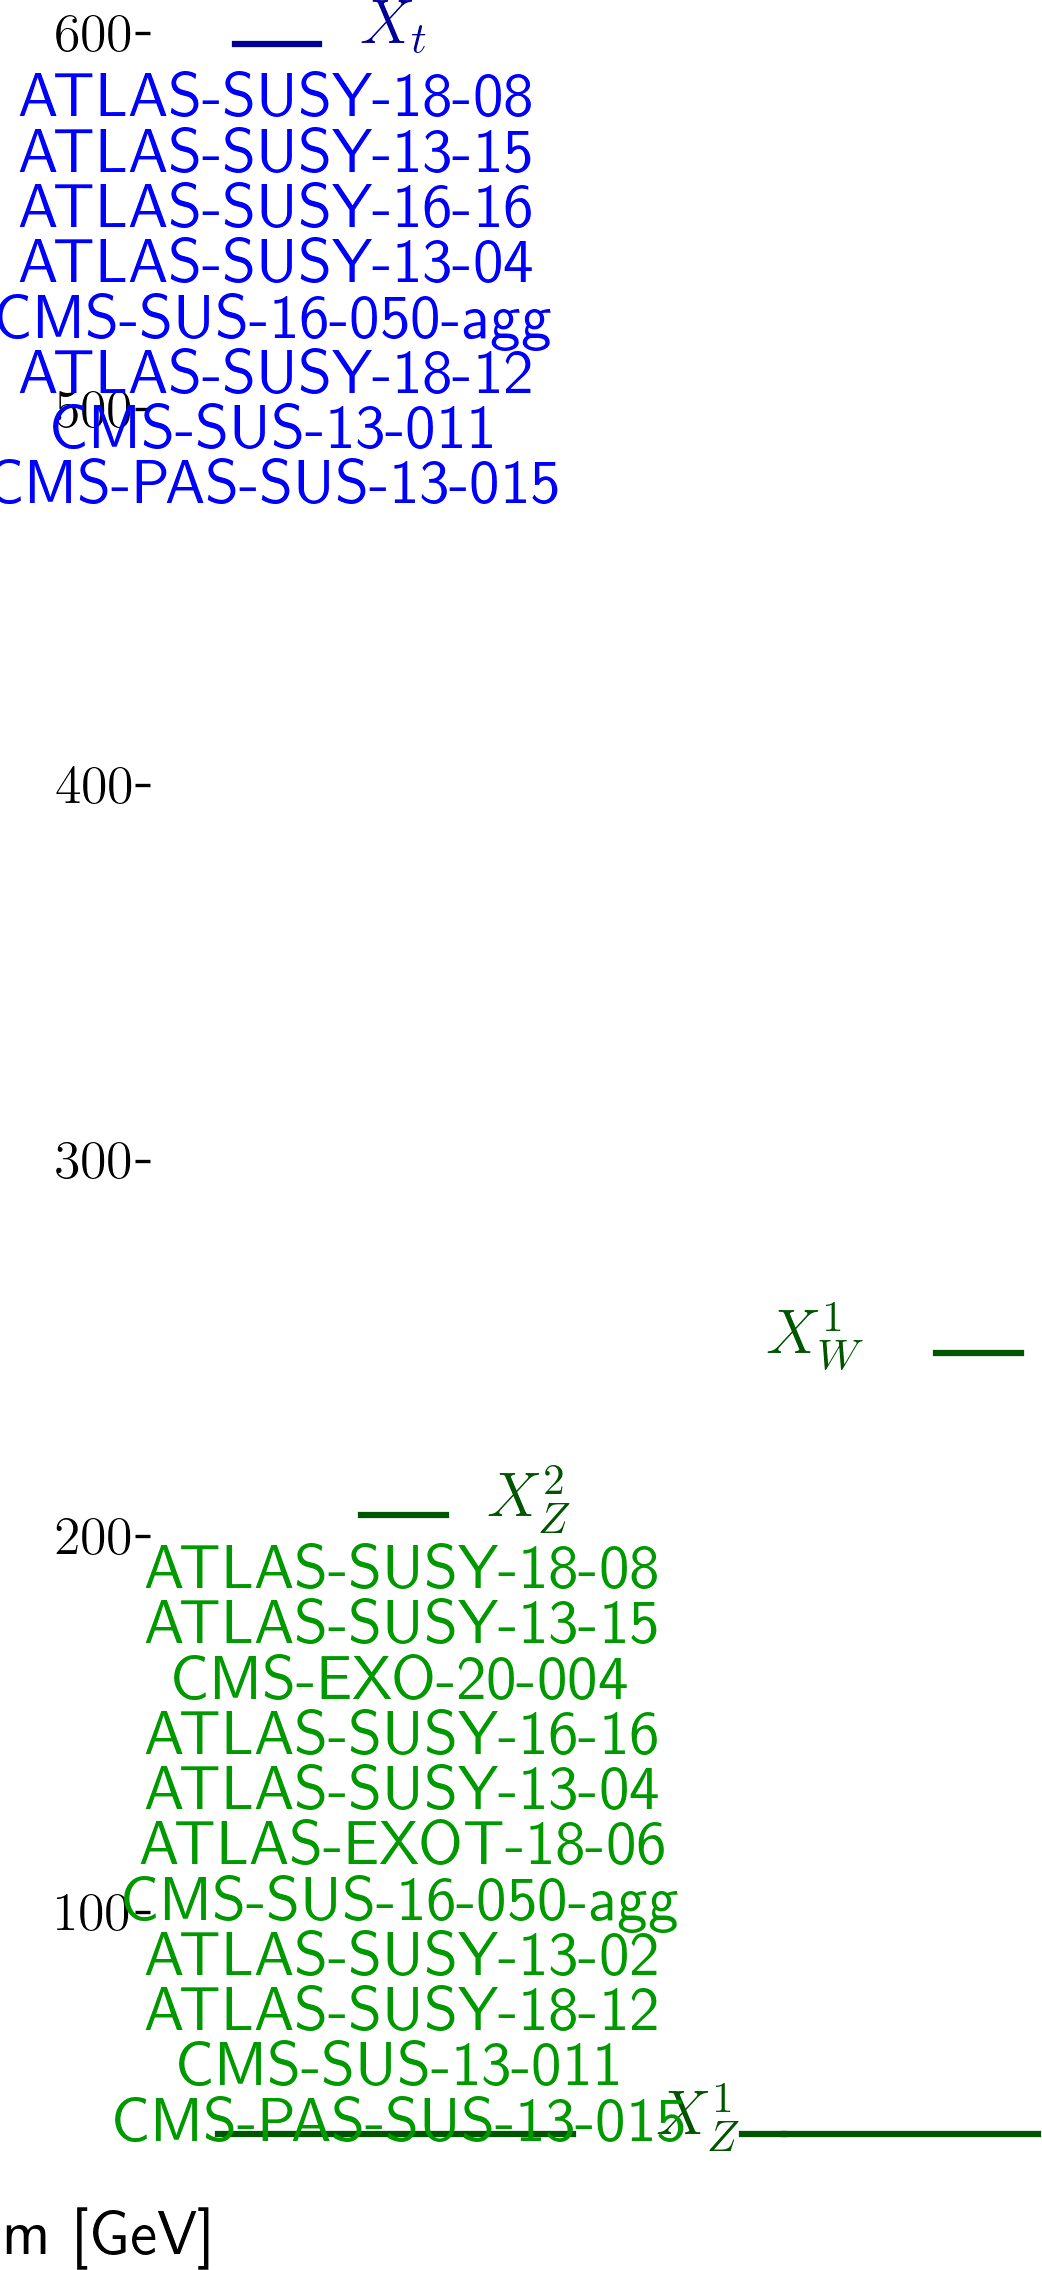 600-
X_t
ATLAS-SUSY-18-08
ATLAS-SUSY-13-15
ATLAS-SUSY-16-16
ATLAS-SUSY-13-04
CMS-SUS-16-050-agg
ATLAS-SUSY-18-12
500-
CMS-SUS-13-011
CMS-PAS-SUS-13-015
400-
300-
X_W^1
X_Z^2
200-
ATLAS-SUSY-18-08
ATLAS-SUSY-13-15
CMS-EXO-20-004
ATLAS-SUSY-16-16
ATLAS-SUSY-13-04
ATLAS-EXOT-18-06
100-
CMS-SUS-16-050-agg
ATLAS-SUSY-13-02
ATLAS-SUSY-18-12
CMS-SUS-13-011
CMS-PAS-SUS-13-015
X_Z^1
m [GeV]